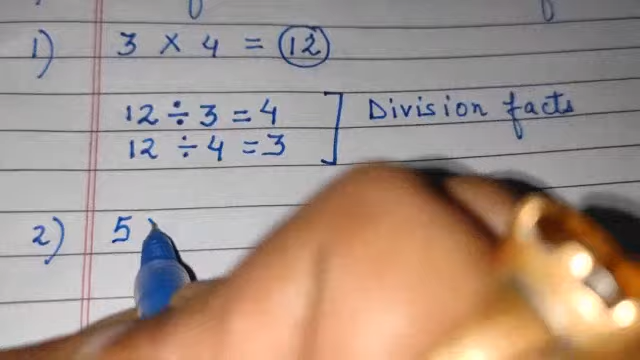 1) 3 × 4 = 12
12 ÷ 3 = 4
12 ÷ 4 = 3
Division facts
2) 5